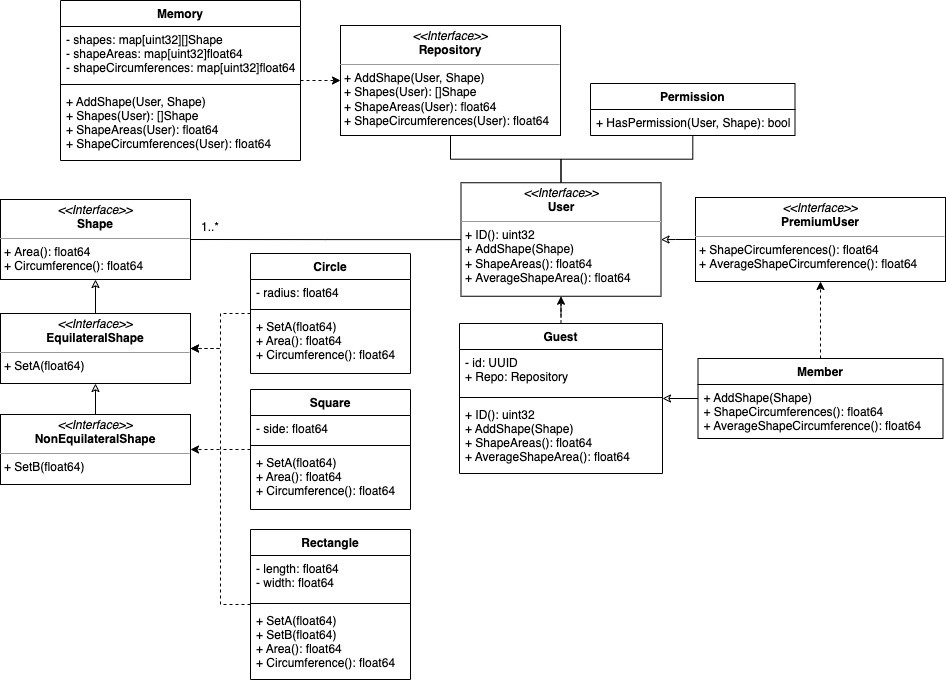 Memory
- shapes: map[uint32][]Shape
- shapeAreas: map[uint32]float64
- shapeCircumferences: map[uint32]float64
+ AddShape(User, Shape)
+ Shapes(User): []Shape
+ ShapeAreas(User): float64
+ ShapeCircumferences(User): float64
<<Interface>>
Repository
+ AddShape(User, Shape)
+ Shapes(User): []Shape
+ ShapeAreas(User): float64
+ ShapeCircumferences(User): float64
Permission
+ HasPermission(User, Shape): bool
<<Interface>>
Shape
+ Area(): float64
+ Circumference(): float64
1..*
<<Interface>>
User
+ ID(): uint32
+ AddShape(Shape)
+ ShapeAreas(): float64
+ AverageShapeArea(): float64
<<Interface>>
PremiumUser
+ ShapeCircumferences(): float64
+ AverageShapeCircumference(): float64
Circle
- radius: float64
+ SetA(float64)
+ Area(): float64
+ Circumference(): float64
<<Interface>>
EquilateralShape
+ SetA(float64)
Guest
- id: UUID
+ Repo: Repository
+ ID(): uint32
+ AddShape(Shape)
+ ShapeAreas(): float64
+ AverageShapeArea(): float64
Member
+ AddShape(Shape)
+ ShapeCircumferences(): float64
+ AverageShapeCircumference(): float64
<<Interface>>
NonEquilateralShape
+ SetB(float64)
Square
- side: float64
+ SetA(float64)
+ Area(): float64
+ Circumference(): float64
Rectangle
- length: float64
- width: float64
+ SetA(float64)
+ SetB(float64)
+ Area(): float64
+ Circumference(): float64